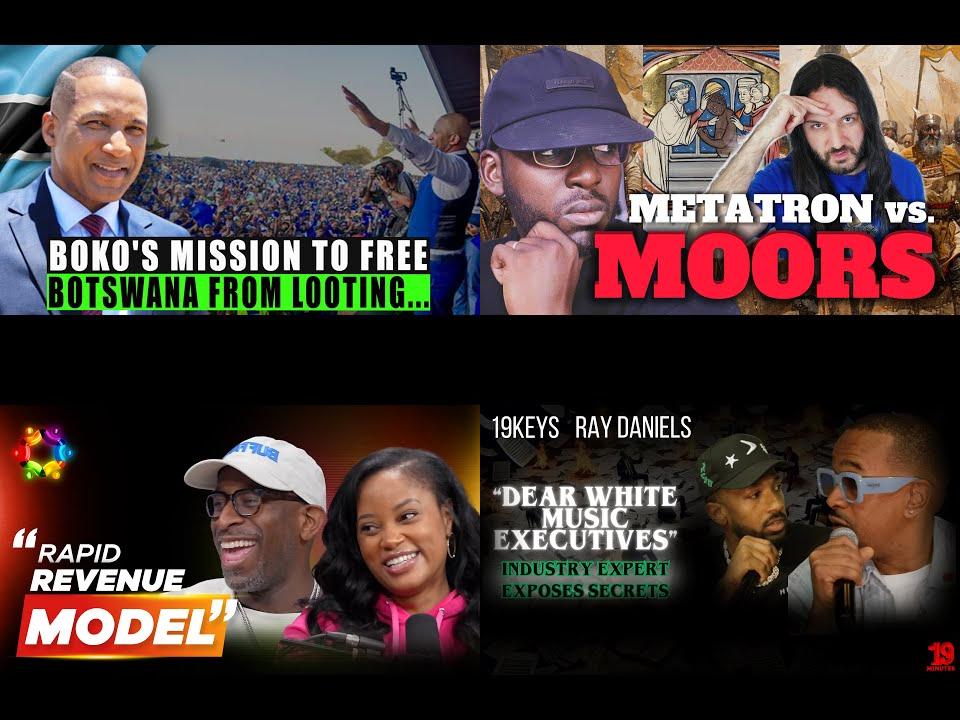 BOKO'S MISSION TO FREE
BOTSWANA FROM LOOTING...
METATRON vs.
MOORS
"RAPID
REVENUE
MODEL"
19KEYS RAY DANIELS
"DEAR WHITE
MUSIC
EXECUTIVES"
INDUSTRY EXPERT
EXPOSES SECRETS
19
MINUTES